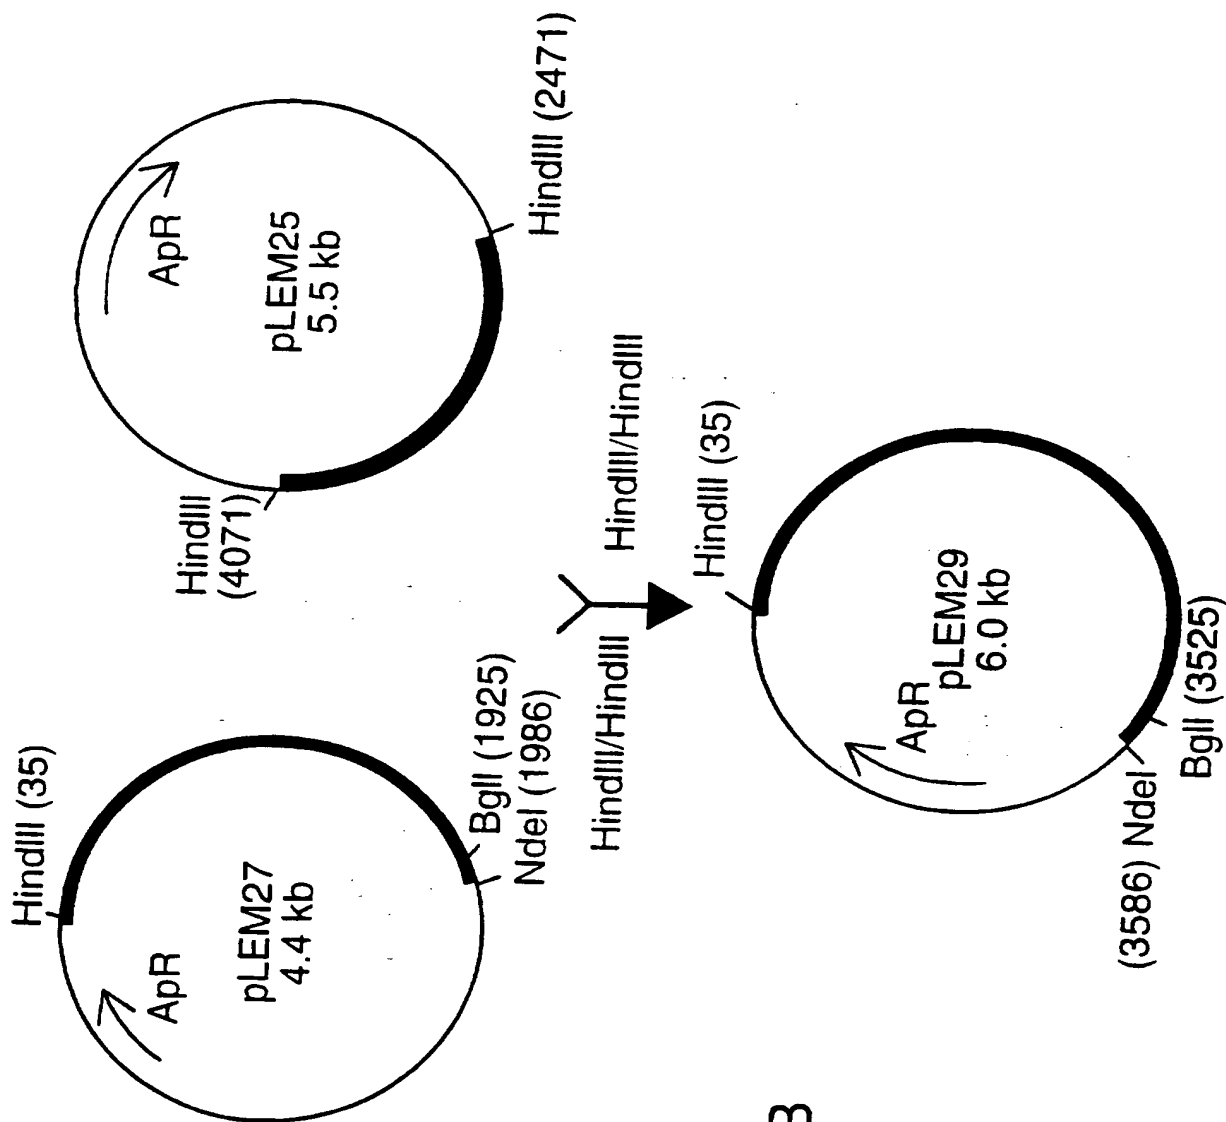 HindIII (35)
ApR
pLEM27
4.4 kb
BglI (1925)
NdeI (1986)
HindIII
(4071)
ApR
pLEM25
5.5 kb
HindIII (2471)
HindIII/HindIII
HindIII/HindIII
HindIII (35)
ApR
pLEM29
6.0 kb
(3586) NdeI
BglI (3525)